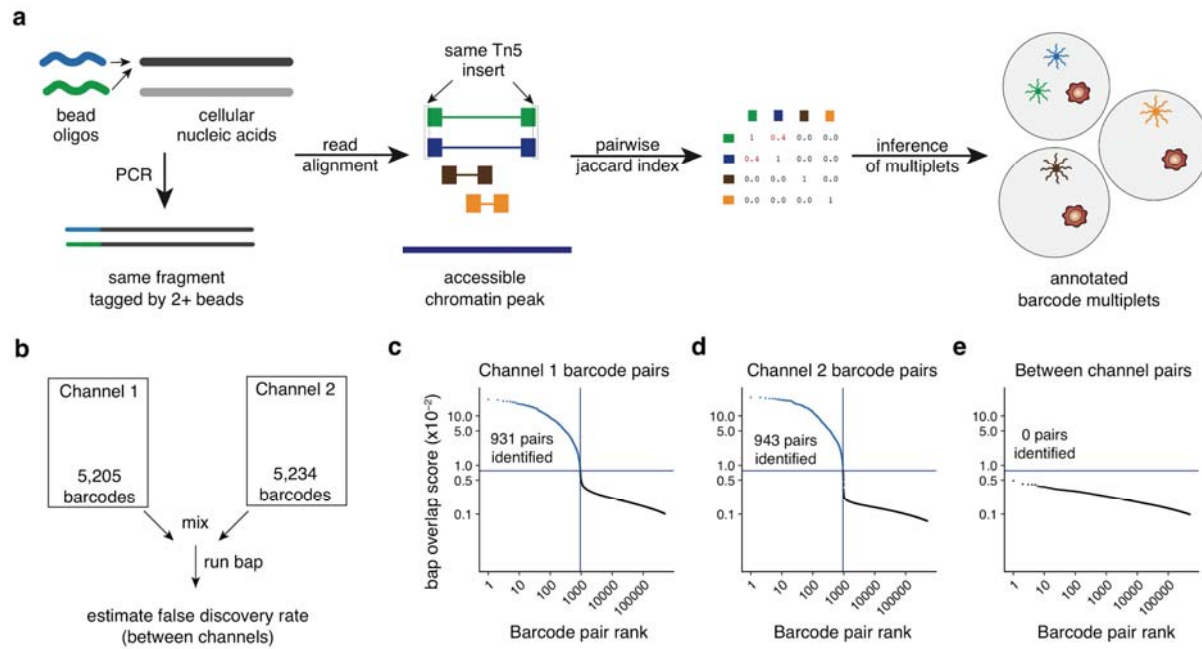 a
bead
oligos
cellular
nucleic acids
PCR
same fragment
tagged by 2+ beads
read
alignment
same Tn5
insert
accessible
chromatin peak
pairwise
jaccard index
1 0.4 0.0 0.0
0.4 1 0.0 0.0
0.0 0.0 1 0.0
0.0 0.0 0.0 1
inference
of multiplets
annotated
barcode multiplets
b
Channel 1
5,205
barcodes
Channel 2
5,234
barcodes
mix
run bap
estimate false discovery rate
(between channels)
c
Channel 1 barcode pairs
bap overlap score (x10⁻²)
10.0
5.0
1.0
0.5
0.1
931 pairs
identified
1 10 100 1000 10000 100000
Barcode pair rank
d
Channel 2 barcode pairs
10.0
5.0
1.0
0.5
0.1
943 pairs
identified
1 10 100 1000 10000 100000
Barcode pair rank
e
Between channel pairs
10.0
5.0
1.0
0.5
0.1
0 pairs
identified
1 10 100 1000 10000 100000
Barcode pair rank